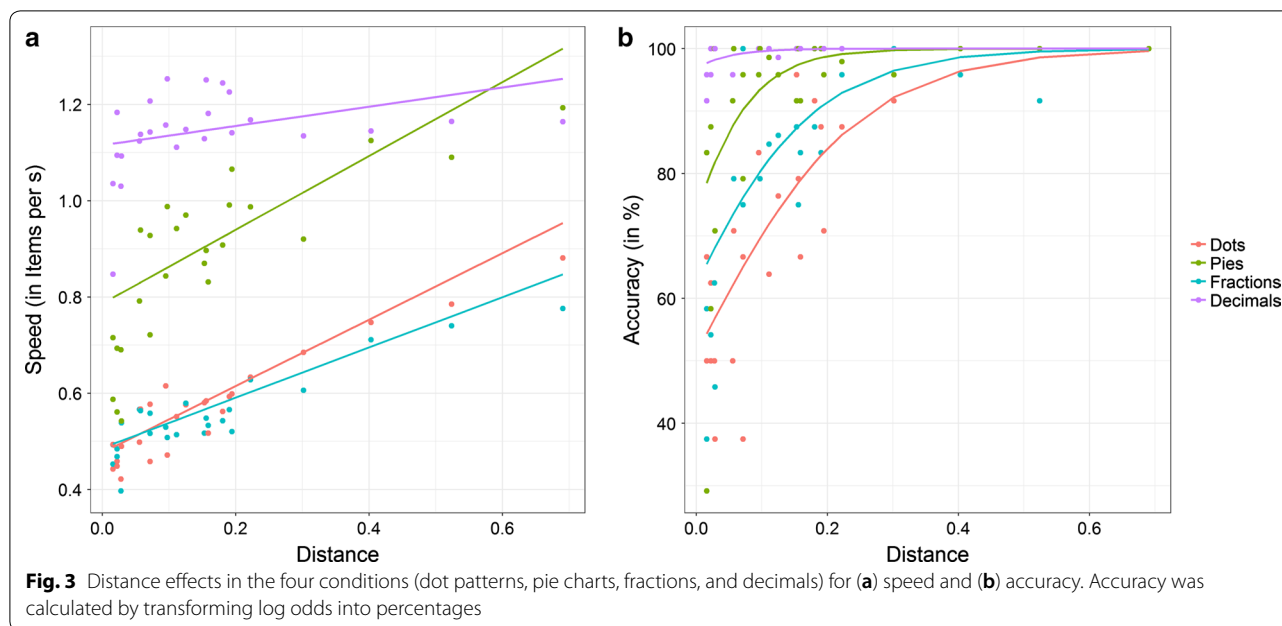 a
Speed (in Items per s)
1.2
1.0
0.8
0.6
0.4
0.0
0.2
0.4
0.6
Distance
b
Accuracy (in %)
100
80
60
40
0.0
0.2
0.4
0.6
Distance
Dots
Pies
Fractions
Decimals
Fig. 3 Distance effects in the four conditions (dot patterns, pie charts, fractions, and decimals) for (a) speed and (b) accuracy. Accuracy was
calculated by transforming log odds into percentages